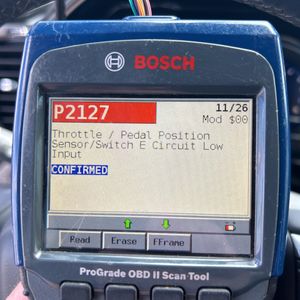 BOSCH
P2127
11/26
Mod $00
Throttle / Pedal Position
Sensor/Switch E Circuit Low
Input
CONFIRMED
Read
Erase
FFrame
ProGrade OBD II Scan Tool